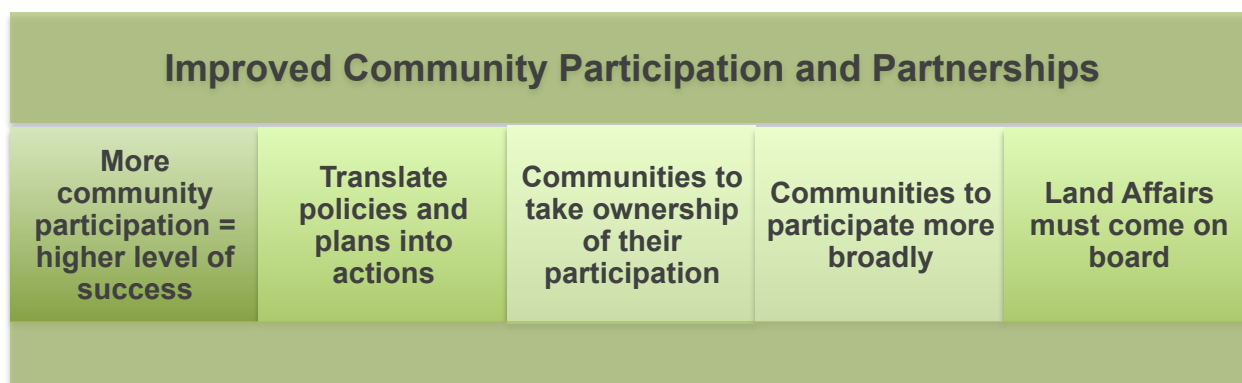 Improved Community Participation and Partnerships
More
community
participation =
higher level of
success
Translate
policies and
plans into
actions
Communities to
take ownership
of their
participation
Communities to
participate more
broadly
Land Affairs
must come on
board